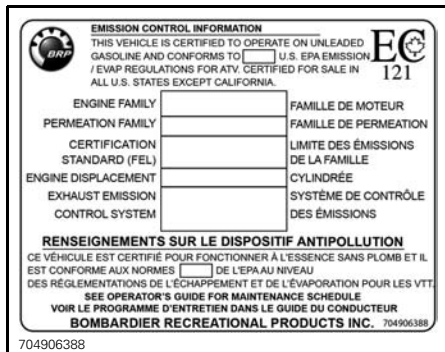 BRP
EMISSION CONTROL INFORMATION
THIS VEHICLE IS CERTIFIED TO OPERATE ON UNLEADED
GASOLINE AND CONFORMS TO U.S. EPA EMISSION
/ EVAP REGULATIONS FOR ATV. CERTIFIED FOR SALE IN
ALL U.S. STATES EXCEPT CALIFORNIA.
EC
121
ENGINE FAMILY FAMILLE DE MOTEUR
PERMEATION FAMILY FAMILLE DE PERMEATION
CERTIFICATION LIMITE DES ÉMISSIONS
STANDARD (FEL) DE LA FAMILLE
ENGINE DISPLACEMENT CYLINDRÉE
EXHAUST EMISSION SYSTÈME DE CONTRÔLE
CONTROL SYSTEM DES ÉMISSIONS
RENSEIGNEMENTS SUR LE DISPOSITIF ANTIPOLLUTION
CE VÉHICULE EST CERTIFIÉ POUR FONCTIONNER À L'ESSENCE SANS PLOMB ET IL
EST CONFORME AUX NORMES DE L'EPA AU NIVEAU
DES RÉGLEMENTATIONS DE L'ÉCHAPPEMENT ET DE L'ÉVAPORATION POUR LES VTT.
SEE OPERATOR'S GUIDE FOR MAINTENANCE SCHEDULE
VOIR LE PROGRAMME D'ENTRETIEN DANS LE GUIDE DU CONDUCTEUR
BOMBARDIER RECREATIONAL PRODUCTS INC. 704906388
704906388